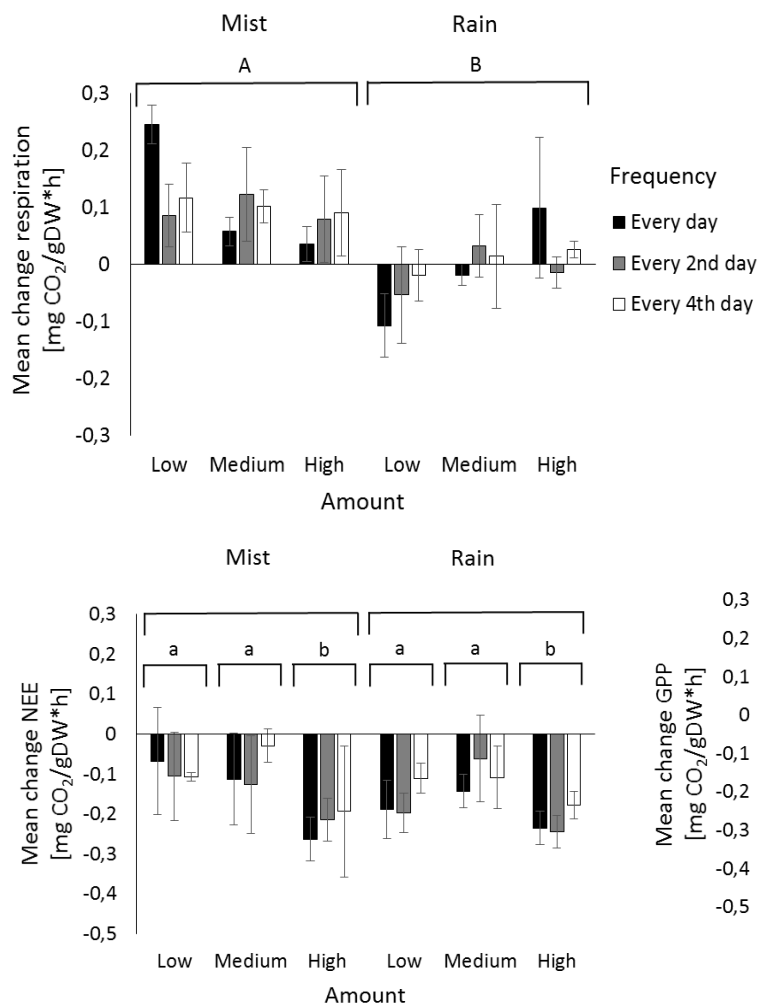 Mist Rain
A B
Mean change respiration
[mg CO₂/gDW*h]
0,3
0,2
0,1
0
-0,1
-0,2
-0,3
Frequency
Every day
Every 2nd day
Every 4th day
Low Medium High Low Medium High
Amount
Mist Rain
a a b a a b
Mean change NEE
[mg CO₂/gDW*h]
0,3
0,2
0,1
0
-0,1
-0,2
-0,3
-0,4
-0,5
Low Medium High Low Medium High
Amount
Mean change GPP
[mg CO₂/gDW*h]
0,3
0,2
0,1
0
-0,1
-0,2
-0,3
-0,4
-0,5